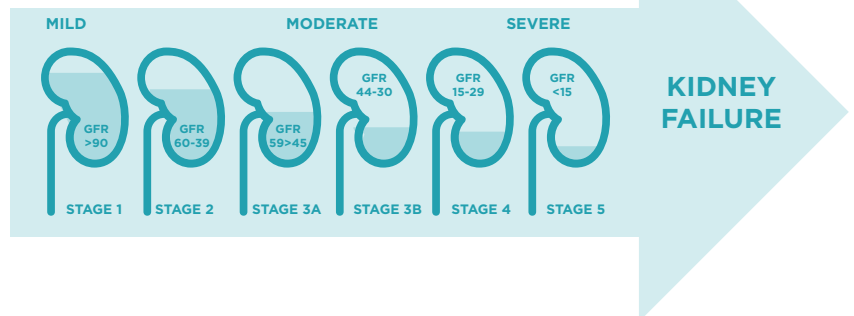 MILD
MODERATE
SEVERE
GFR
>90
GFR
60-39
GFR
59>45
GFR
44-30
GFR
15-29
GFR
<15
STAGE 1
STAGE 2
STAGE 3A
STAGE 3B
STAGE 4
STAGE 5
KIDNEY
FAILURE